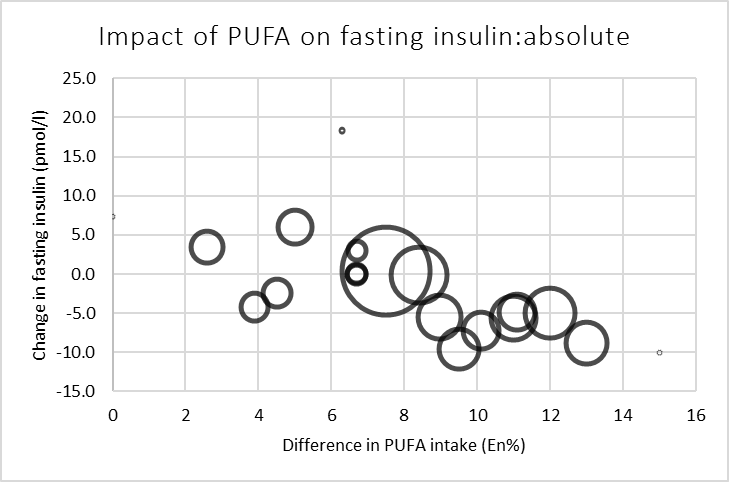 Impact of PUFA on fasting insulin:absolute
Change in fasting insulin (pmol/l)
25.0
20.0
15.0
10.0
5.0
0.0
-5.0
-10.0
-15.0
0 2 4 6 8 10 12 14 16
Difference in PUFA intake (En%)